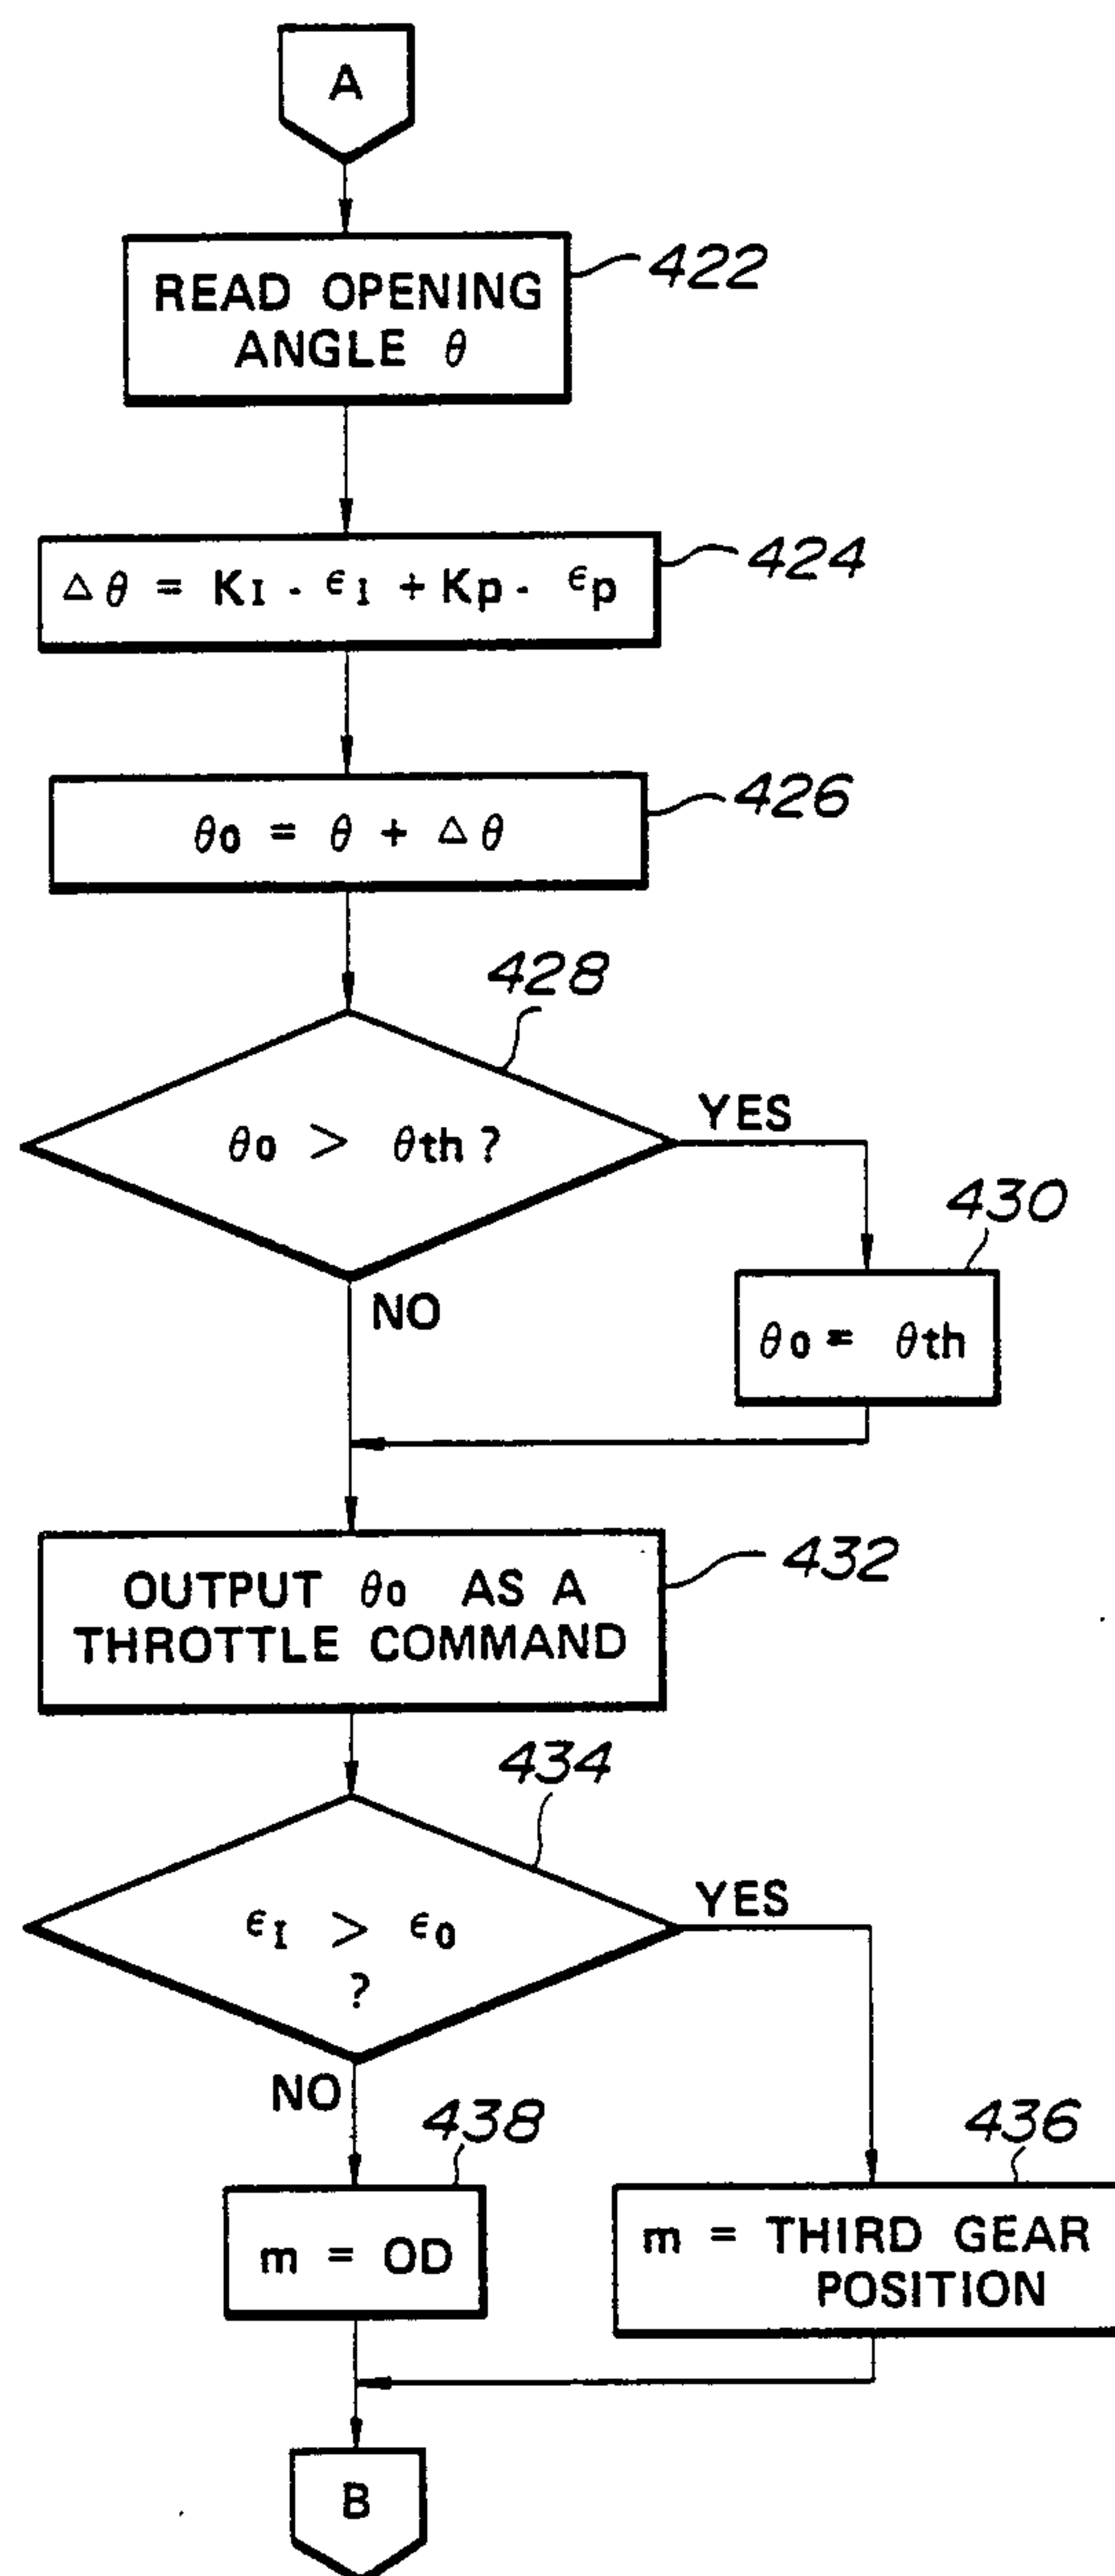 A
READ OPENING
ANGLE θ
422
Δθ = KI · ϵI + Kp · ϵp
424
θo = θ + Δθ
426
428
θo > θth ?
YES
NO
430
θo = θth
OUTPUT θo AS A
THROTTLE COMMAND
432
434
ϵI > ϵo
?
YES
NO
438
m = OD
436
m = THIRD GEAR
POSITION
B